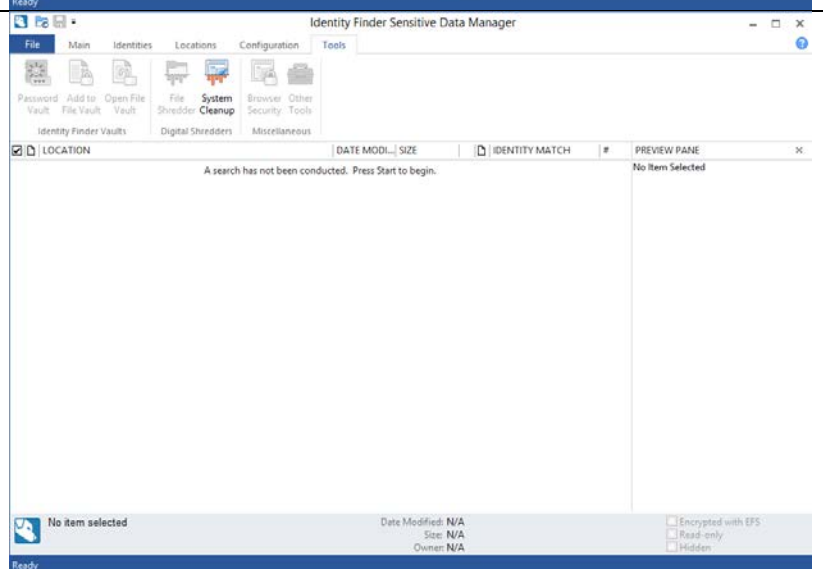 Ready
Identity Finder Sensitive Data Manager
File Main Identities Locations Configuration Tools
Password Vault Add to File Vault Open File Vault File Shredder System Cleanup Browser Security Other Tools
Identity Finder Vaults Digital Shredders Miscellaneous
LOCATION DATE MODI... SIZE IDENTITY MATCH # PREVIEW PANE
A search has not been conducted. Press Start to begin.
No Item Selected
No item selected
Date Modified: N/A
Size: N/A
Owner: N/A
Encrypted with EFS
Read-only
Hidden
Ready